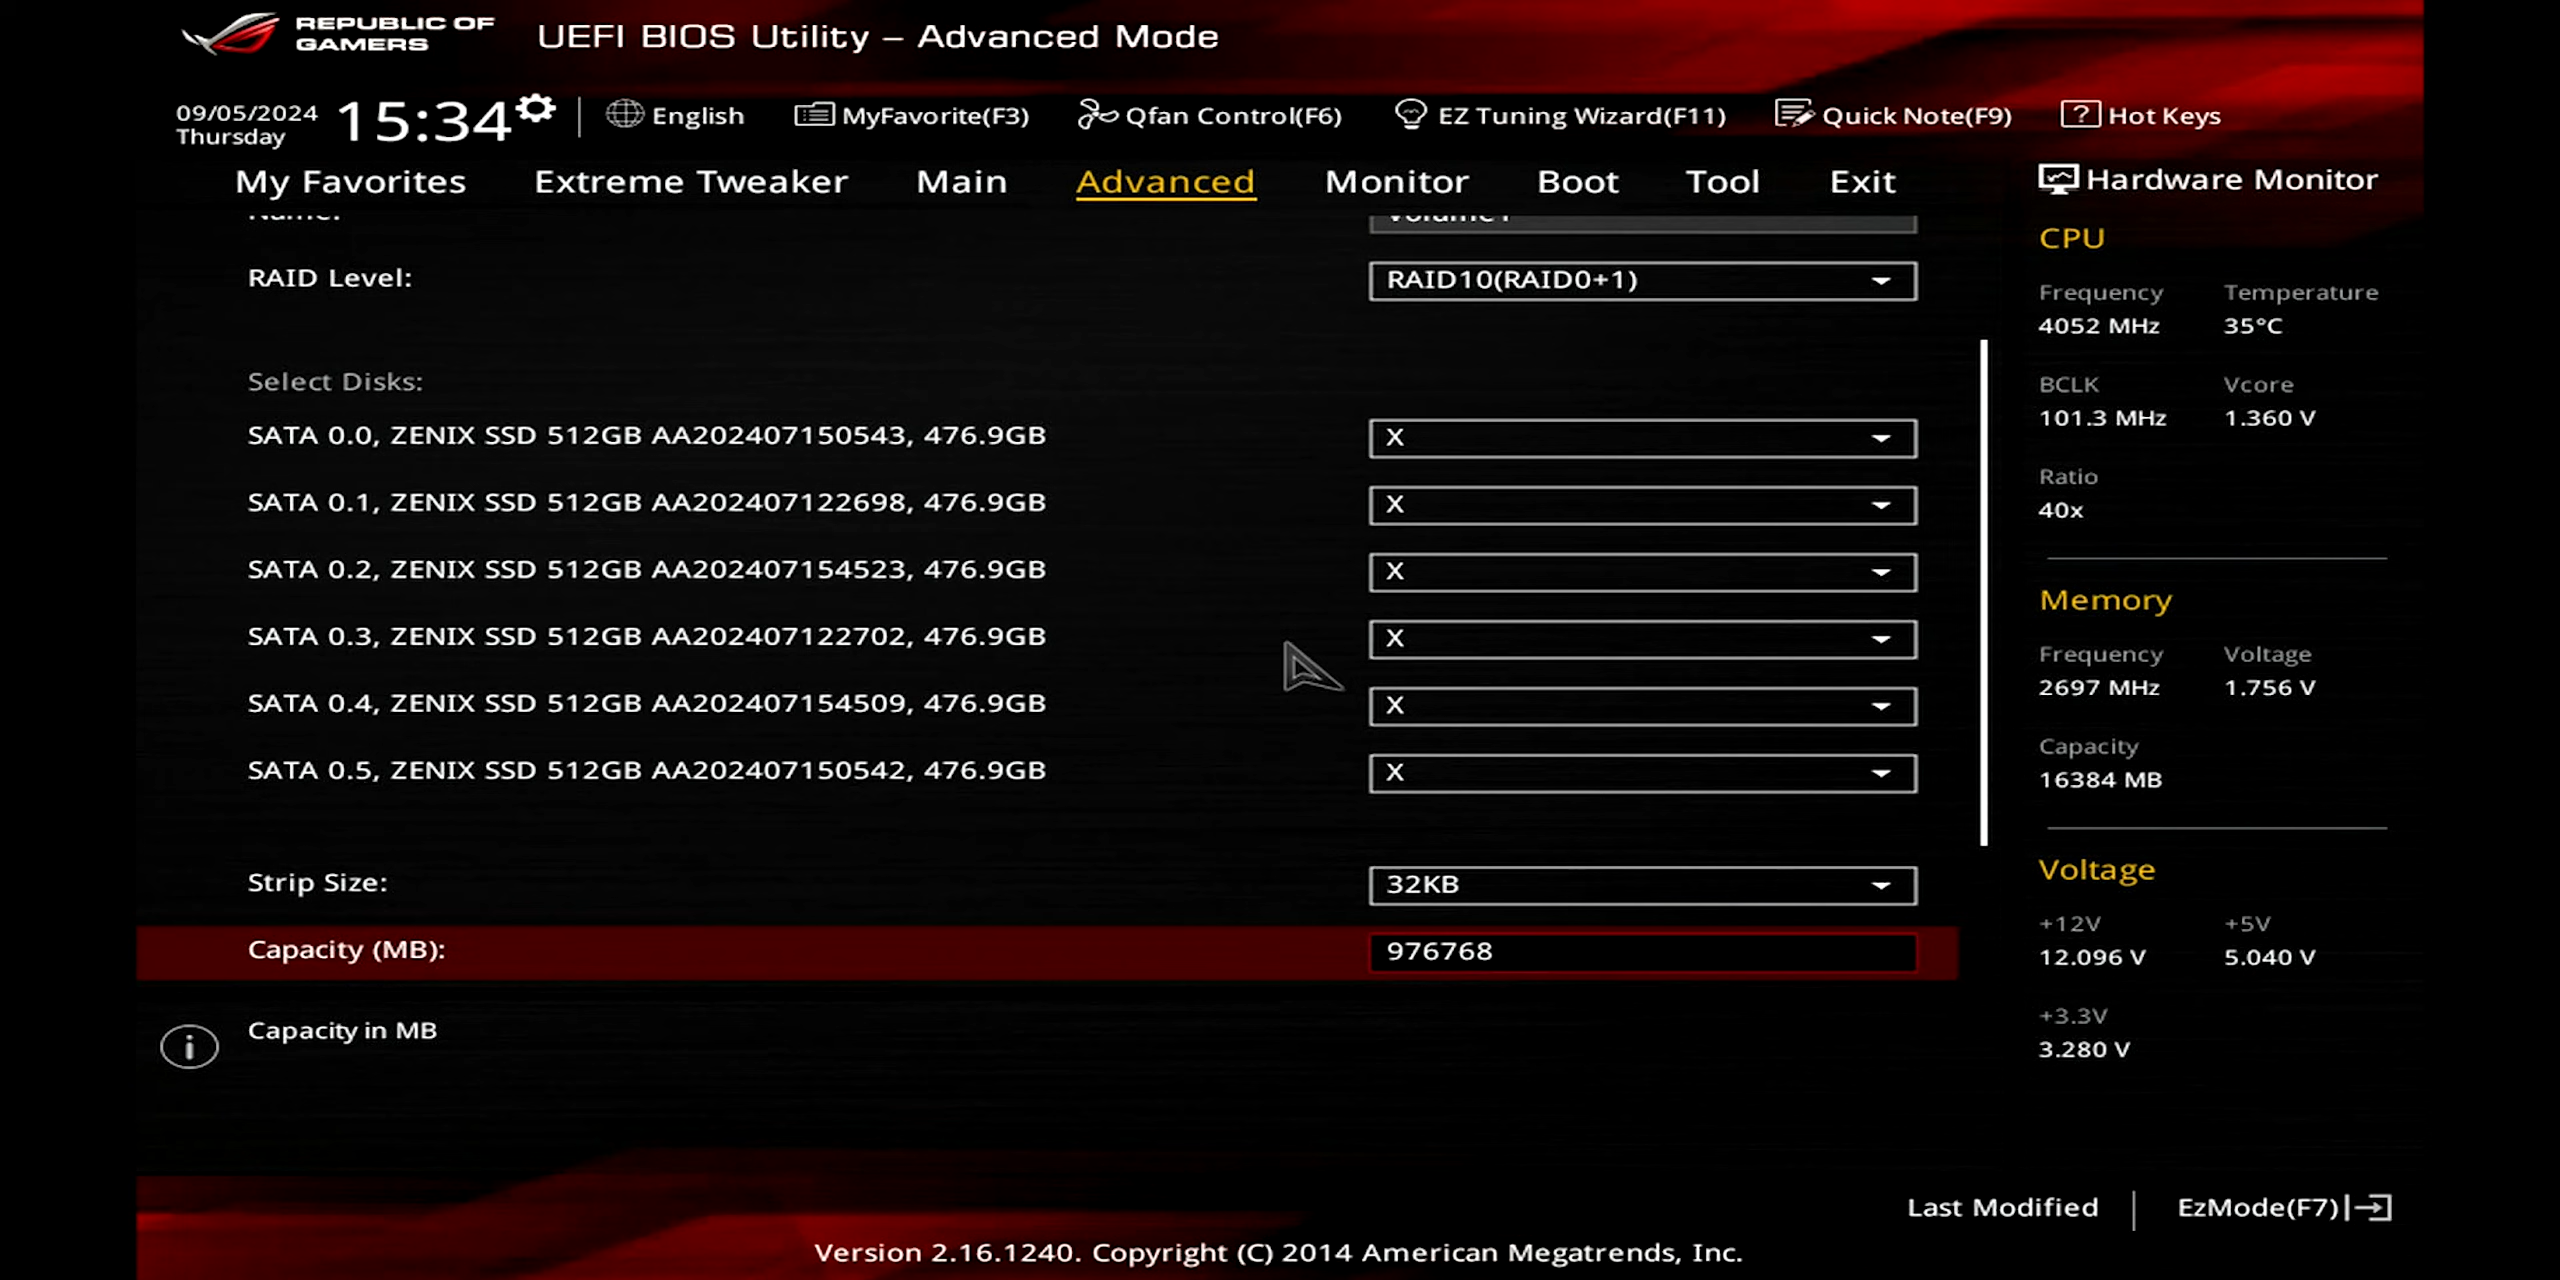 REPUBLIC OF
GAMERS
UEFI BIOS Utility – Advanced Mode
09/05/2024
Thursday
15:34
English
MyFavorite(F3)
Qfan Control(F6)
EZ Tuning Wizard(F11)
Quick Note(F9)
? Hot Keys
My Favorites
Extreme Tweaker
Main
Advanced
Monitor
Boot
Tool
Exit
Hardware Monitor
Name:
Volume1
RAID Level:
RAID10(RAID0+1)
Select Disks:
SATA 0.0, ZENIX SSD 512GB AA202407150543, 476.9GB
X
SATA 0.1, ZENIX SSD 512GB AA202407122698, 476.9GB
X
SATA 0.2, ZENIX SSD 512GB AA202407154523, 476.9GB
X
SATA 0.3, ZENIX SSD 512GB AA202407122702, 476.9GB
X
SATA 0.4, ZENIX SSD 512GB AA202407154509, 476.9GB
X
SATA 0.5, ZENIX SSD 512GB AA202407150542, 476.9GB
X
Strip Size:
32KB
Capacity (MB):
976768
i
Capacity in MB
CPU
Frequency Temperature
4052 MHz 35°C
BCLK Vcore
101.3 MHz 1.360 V
Ratio
40x
Memory
Frequency Voltage
2697 MHz 1.756 V
Capacity
16384 MB
Voltage
+12V +5V
12.096 V 5.040 V
+3.3V
3.280 V
Last Modified
EzMode(F7)
Version 2.16.1240. Copyright (C) 2014 American Megatrends, Inc.